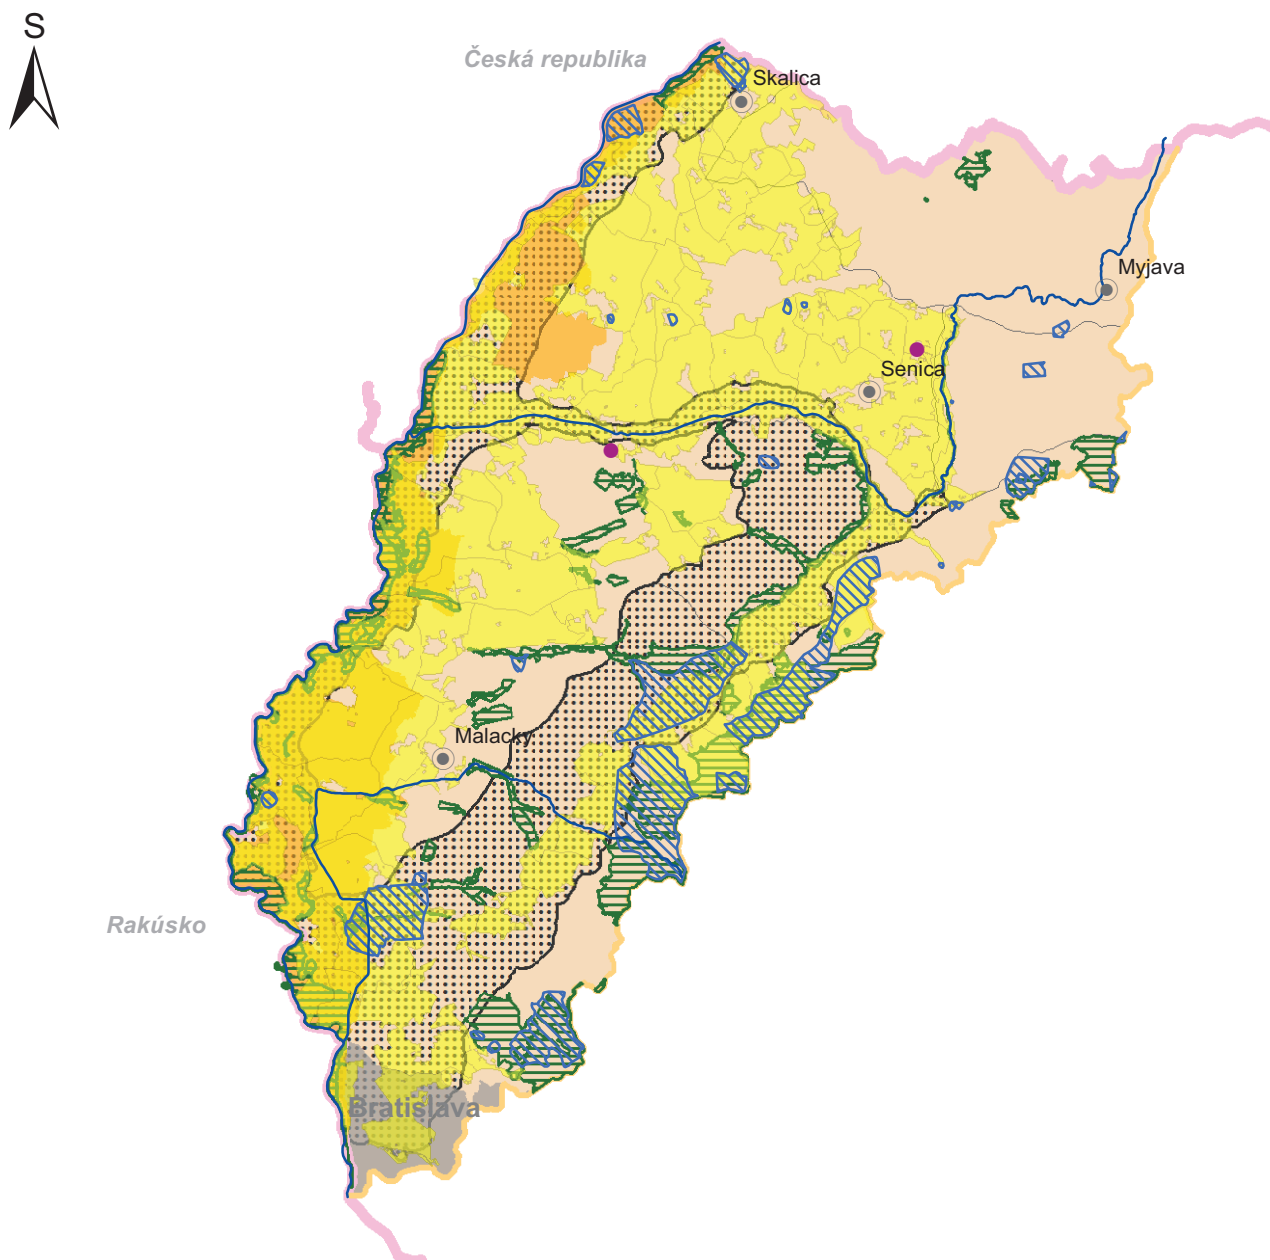 S
Česká republika
Skalica
Myjava
Senica
Malacky
Rakúsko
Bratislava